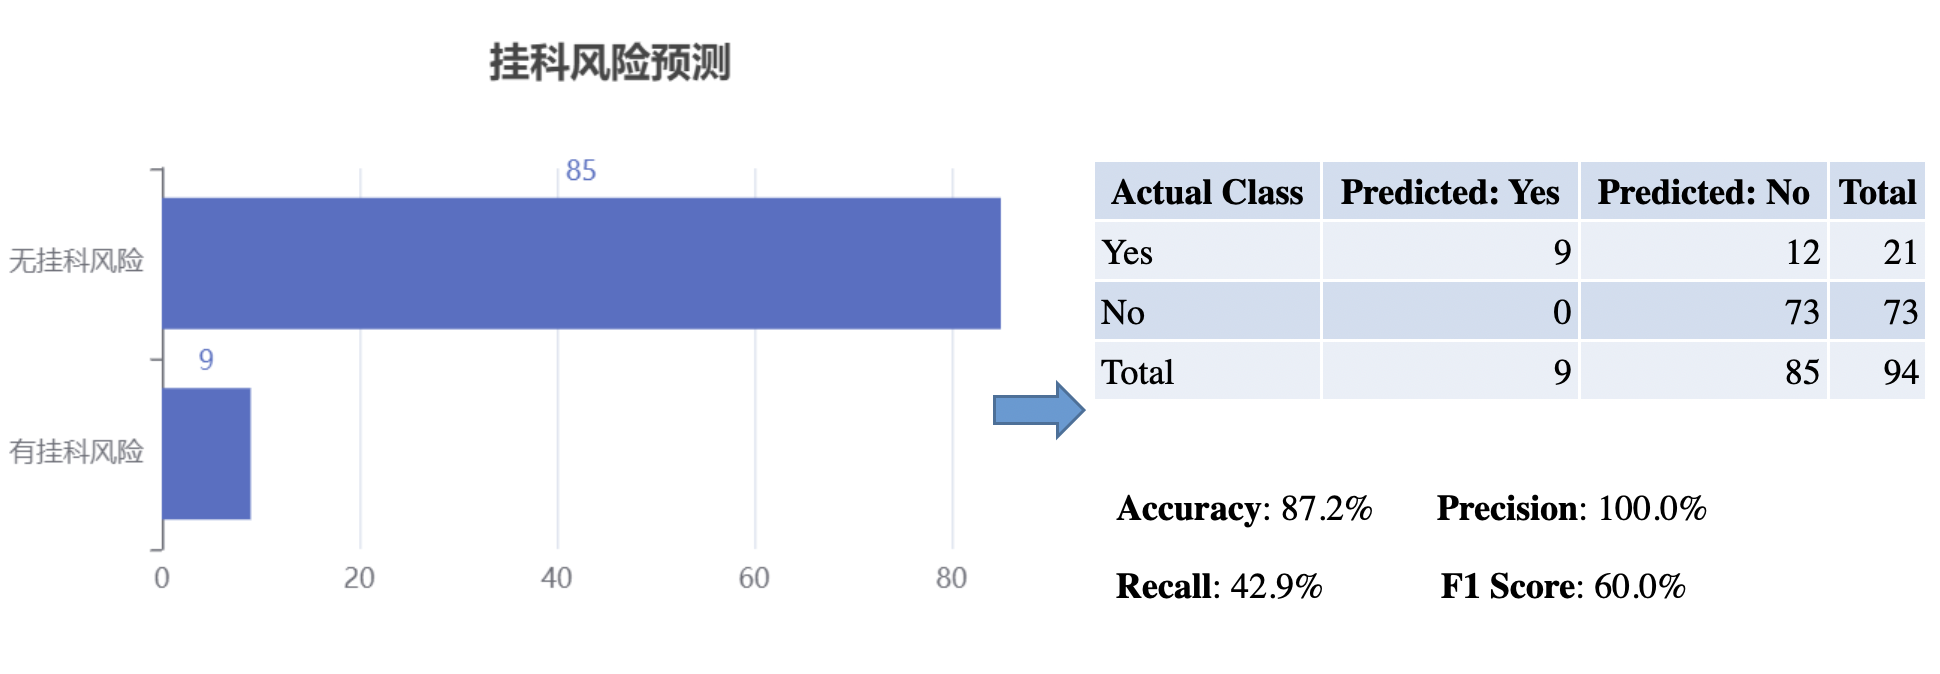 挂科风险预测
85
无挂科风险
9
有挂科风险
0 20 40 60 80
Actual Class Predicted: Yes Predicted: No Total
Yes 9 12 21
No 0 73 73
Total 9 85 94
Accuracy: 87.2% Precision: 100.0%
Recall: 42.9% F1 Score: 60.0%